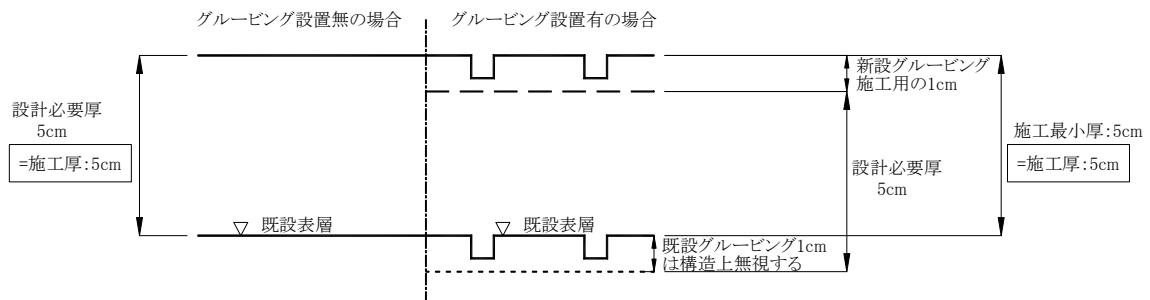 グルービング設置無の場合
グルービング設置有の場合
設計必要厚
5cm
=施工厚:5cm
新設グルービング
施工用の1cm
設計必要厚
5cm
施工最小厚:5cm
=施工厚:5cm
既設表層
既設表層
既設グルービング1cm
は構造上無視する